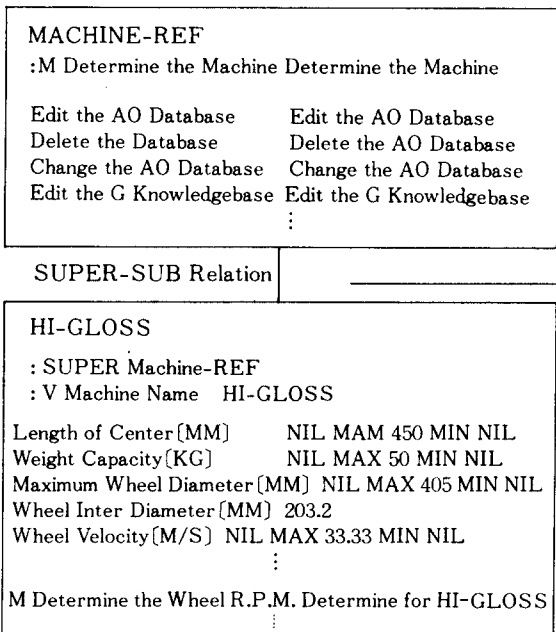 MACHINE-REF
:M Determine the Machine Determine the Machine
Edit the AO Database Edit the AO Database
Delete the Database Delete the AO Database
Change the AO Database Change the AO Database
Edit the G Knowledgebase Edit the G Knowledgebase
⋮
SUPER-SUB Relation
HI-GLOSS
: SUPER Machine-REF
: V Machine Name HI-GLOSS
Length of Center〔MM〕 NIL MAM 450 MIN NIL
Weight Capacity〔KG〕 NIL MAX 50 MIN NIL
Maximum Wheel Diameter〔MM〕 NIL MAX 405 MIN NIL
Wheel Inter Diameter〔MM〕 203.2
Wheel Velocity〔M/S〕 NIL MAX 33.33 MIN NIL
⋮
M Determine the Wheel R.P.M. Determine for HI-GLOSS
⋮